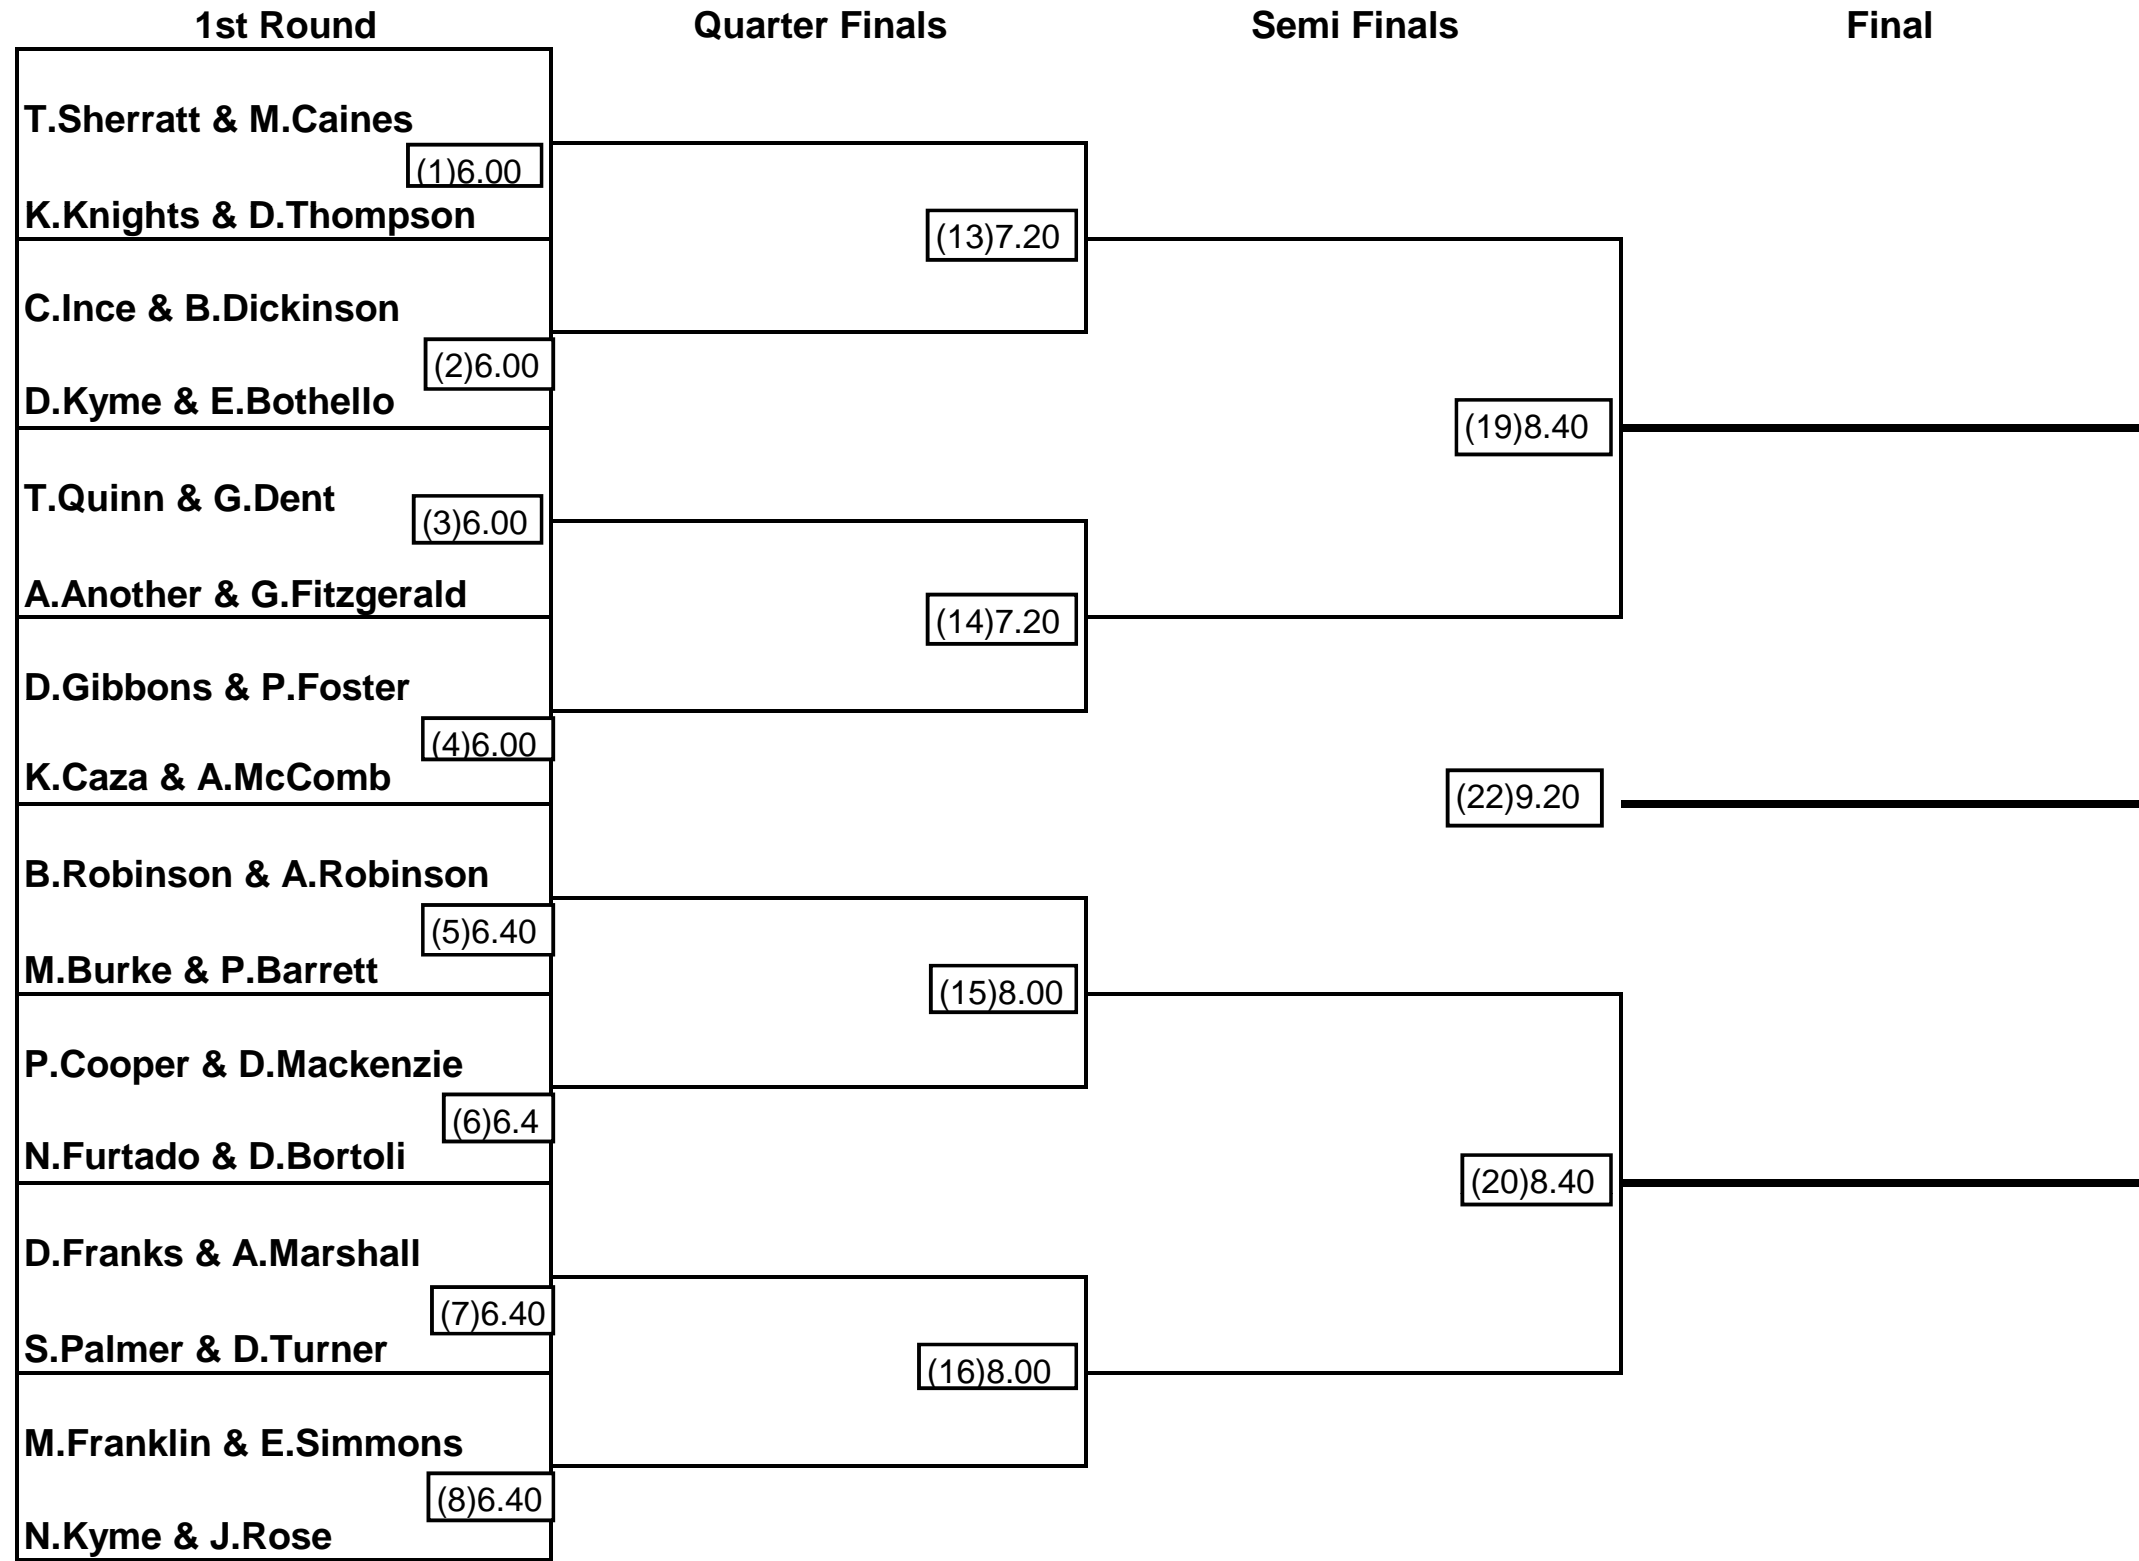 1st Round
Quarter Finals
Semi Finals
Final
T.Sherratt & M.Caines
(1)6.00
K.Knights & D.Thompson
(13)7.20
C.Ince & B.Dickinson
(2)6.00
D.Kyme & E.Bothello
(19)8.40
T.Quinn & G.Dent
(3)6.00
A.Another & G.Fitzgerald
(14)7.20
D.Gibbons & P.Foster
(4)6.00
K.Caza & A.McComb
(22)9.20
B.Robinson & A.Robinson
(5)6.40
M.Burke & P.Barrett
(15)8.00
P.Cooper & D.Mackenzie
(6)6.4
N.Furtado & D.Bortoli
(20)8.40
D.Franks & A.Marshall
(7)6.40
S.Palmer & D.Turner
(16)8.00
M.Franklin & E.Simmons
(8)6.40
N.Kyme & J.Rose